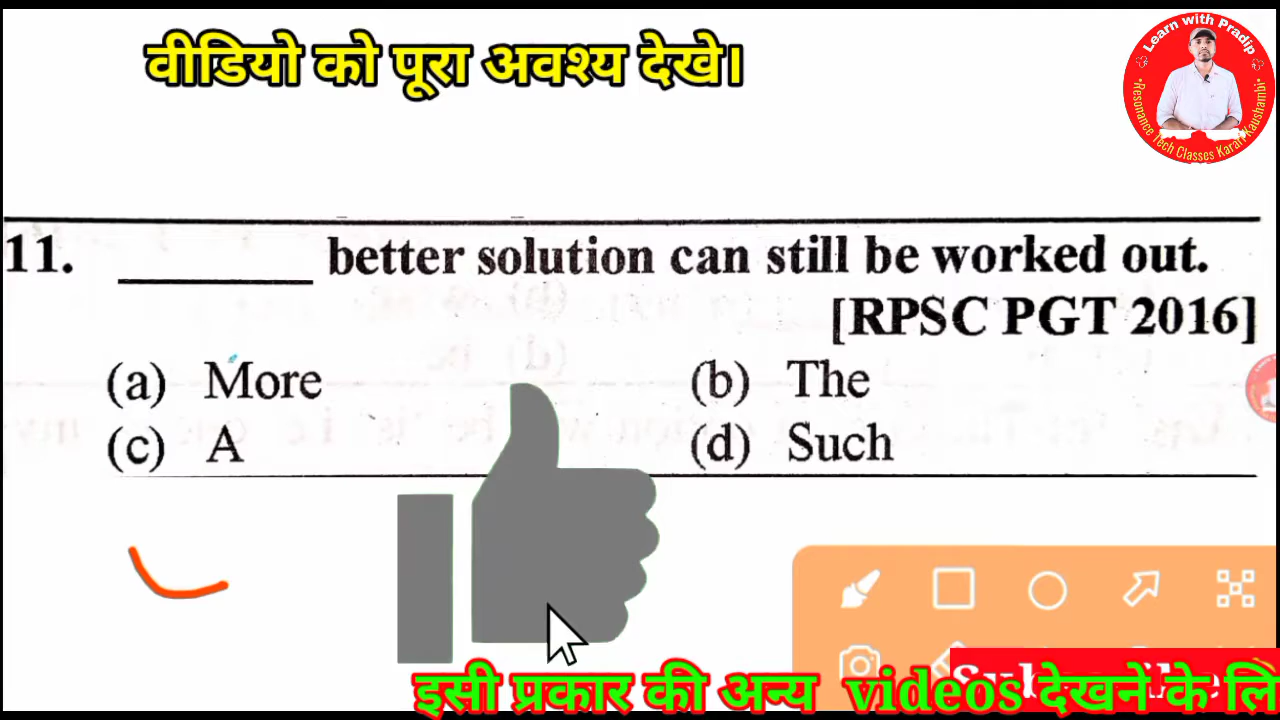 वीडियो को पूरा अवश्य देखे।
Learn with Pradip
Resonance Tech Classes Karari Kaushambi
11. ________ better solution can still be worked out.
[RPSC PGT 2016]
(a) More (b) The
(c) A (d) Such
इसी प्रकार की अन्य videos देखने के लि